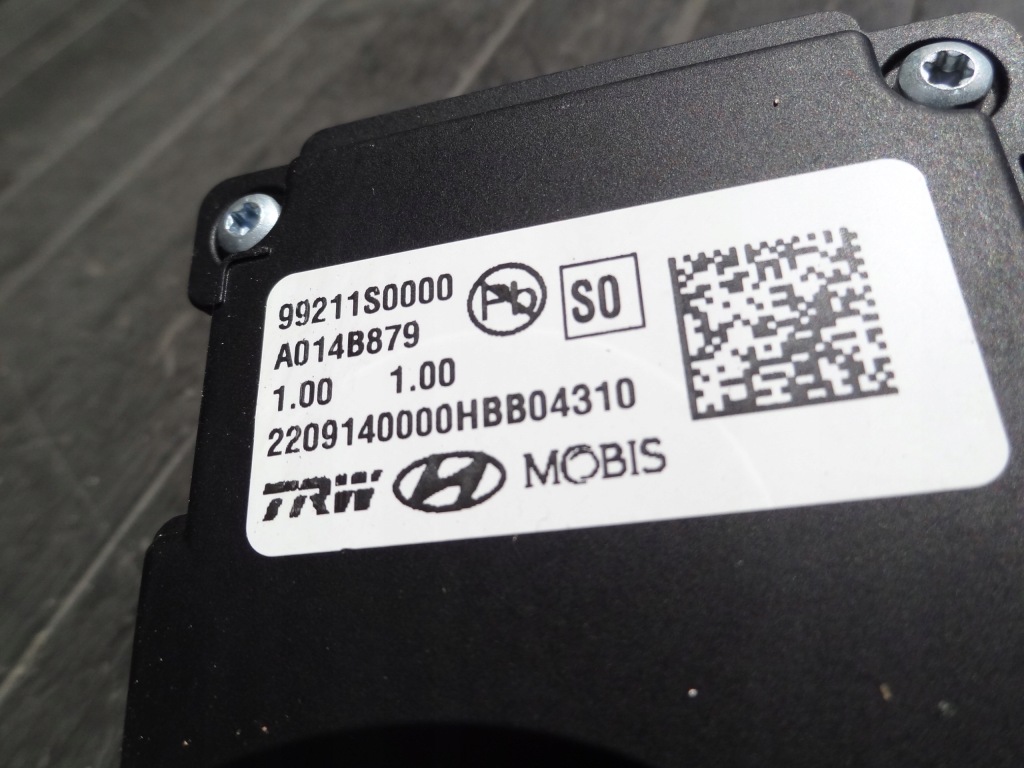 99211S0000 Pb S0
A014B879
1.00 1.00
2209140000HBB04310
TRW MOBIS